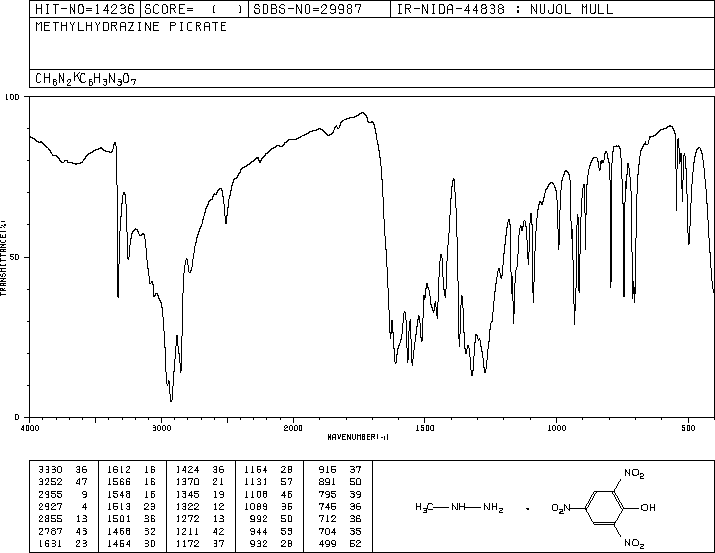 HIT-NO=14236 SCORE= ( ) SDBS-NO=29987 IR-NIDA-44838 : NUJOL MULL
METHYLHYDRAZINE PICRATE
CH6N2·C6H3N3O7
100
50
0
TRANSMITTANCE(%)
4000 3000 2000 1500 1000 500
WAVENUMBER(-1)
3330 36 1612 16 1424 36 1164 28 916 37
3252 47 1566 16 1370 21 1131 57 891 50
2955 9 1548 16 1345 19 1108 46 795 39
2927 4 1513 23 1322 12 1089 36 745 36
2855 13 1501 36 1272 13 992 50 712 36
2787 43 1468 32 1211 42 944 53 704 35
1631 23 1454 30 1172 37 932 28 499 52
H3C NH NH2 · O2N NO2 OH NO2